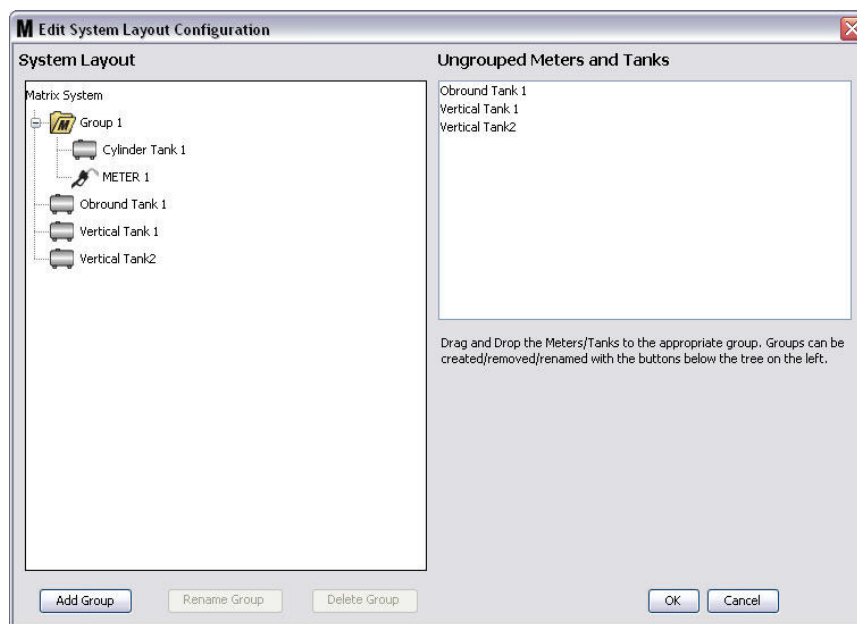 M Edit System Layout Configuration
System Layout
Matrix System
M Group 1
Cylinder Tank 1
METER 1
Obround Tank 1
Vertical Tank 1
Vertical Tank2
Add Group
Rename Group
Delete Group
Ungrouped Meters and Tanks
Obround Tank 1
Vertical Tank 1
Vertical Tank2
Drag and Drop the Meters/Tanks to the appropriate group. Groups can be
created/removed/renamed with the buttons below the tree on the left.
OK
Cancel